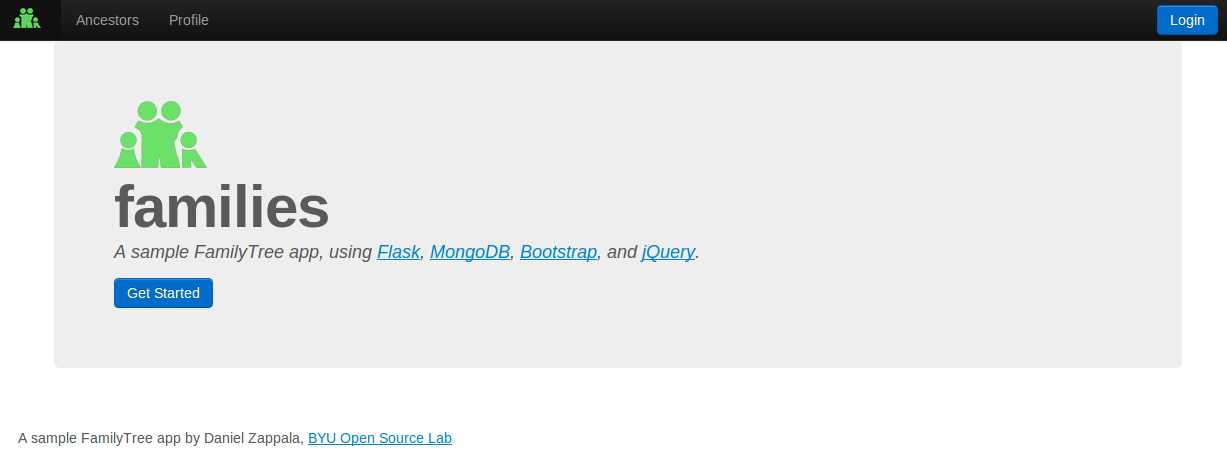 Ancestors Profile Login
families
A sample FamilyTree app, using Flask, MongoDB, Bootstrap, and jQuery.
Get Started
A sample FamilyTree app by Daniel Zappala, BYU Open Source Lab